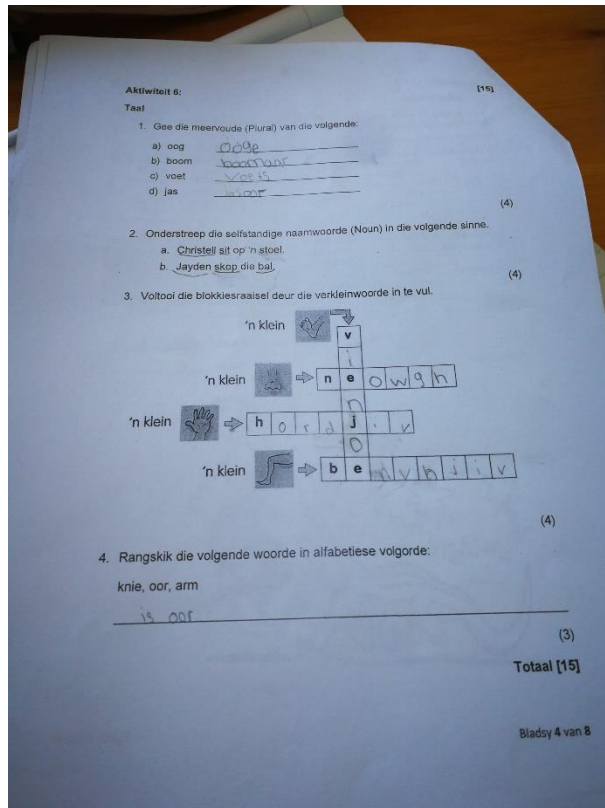 Aktiwiteit 6: [15]
Taal
1. Gee die meervoude (Plural) van die volgende:
a) oog ooge
b) boom boomanr
c) voet voets
d) jas
(4)
2. Onderstreep die selfstandige naamwoorde (Noun) in die volgende sinne.
a. Christell sit op 'n stoel.
b. Jayden skop die bal.
(4)
3. Voltooi die blokkiesraaisel deur die verkleinwoorde in te vul.
'n klein
v
i
'n klein n e o w g h
n
'n klein h o r d j i v
o
'n klein b e n y h j i v
(4)
4. Rangskik die volgende woorde in alfabetiese volgorde:
knie, oor, arm
is oor
(3)
Totaal [15]
Bladsy 4 van 8